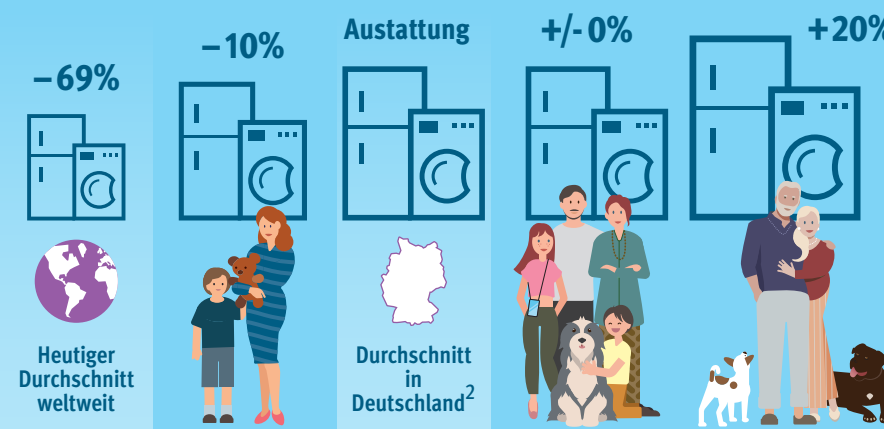 –69%
–10%
Austattung
+/-0%
+20%
Heutiger
Durchschnitt
weltweit
Durchschnitt
in
Deutschland²